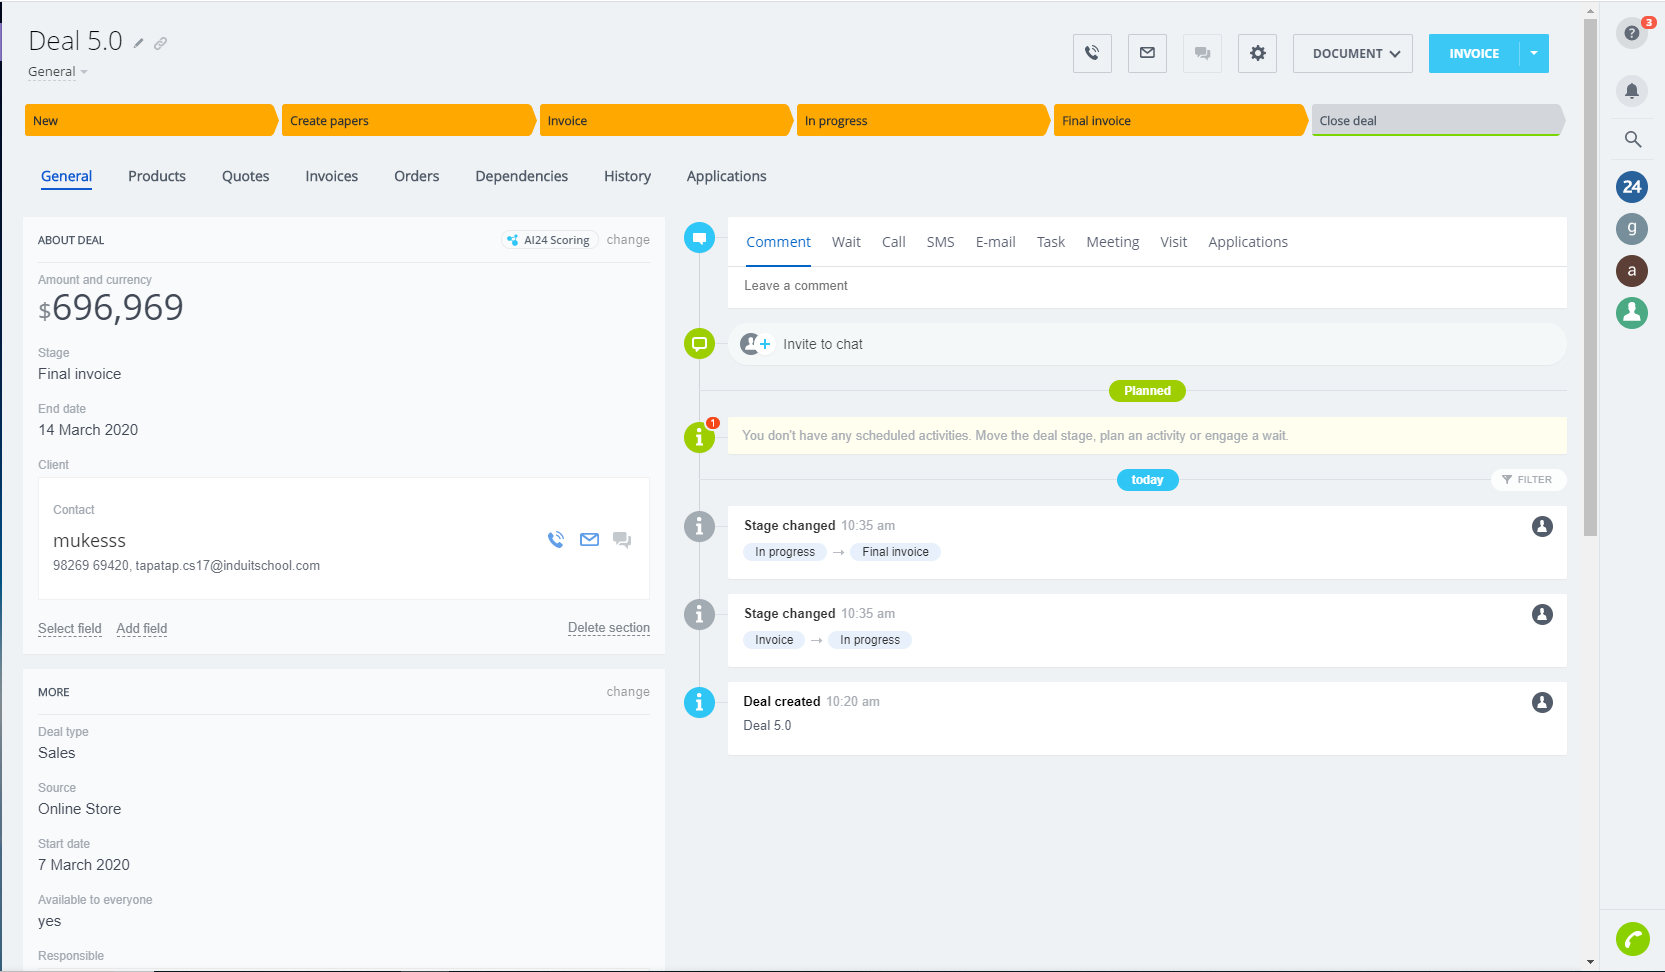 Deal 5.0
General
DOCUMENT
INVOICE
3
New
Create papers
Invoice
In progress
Final invoice
Close deal
General
Products
Quotes
Invoices
Orders
Dependencies
History
Applications
ABOUT DEAL
AI24 Scoring
change
Amount and currency
$696,969
Stage
Final invoice
End date
14 March 2020
Client
Contact
mukesss
98269 69420, tapatap.cs17@induitschool.com
Select field
Add field
Delete section
MORE
change
Deal type
Sales
Source
Online Store
Start date
7 March 2020
Available to everyone
yes
Responsible
Comment
Wait
Call
SMS
E-mail
Task
Meeting
Visit
Applications
Leave a comment
Invite to chat
Planned
1
You don't have any scheduled activities. Move the deal stage, plan an activity or engage a wait.
today
FILTER
Stage changed 10:35 am
In progress → Final invoice
Stage changed 10:35 am
Invoice → In progress
Deal created 10:20 am
Deal 5.0
24
g
a